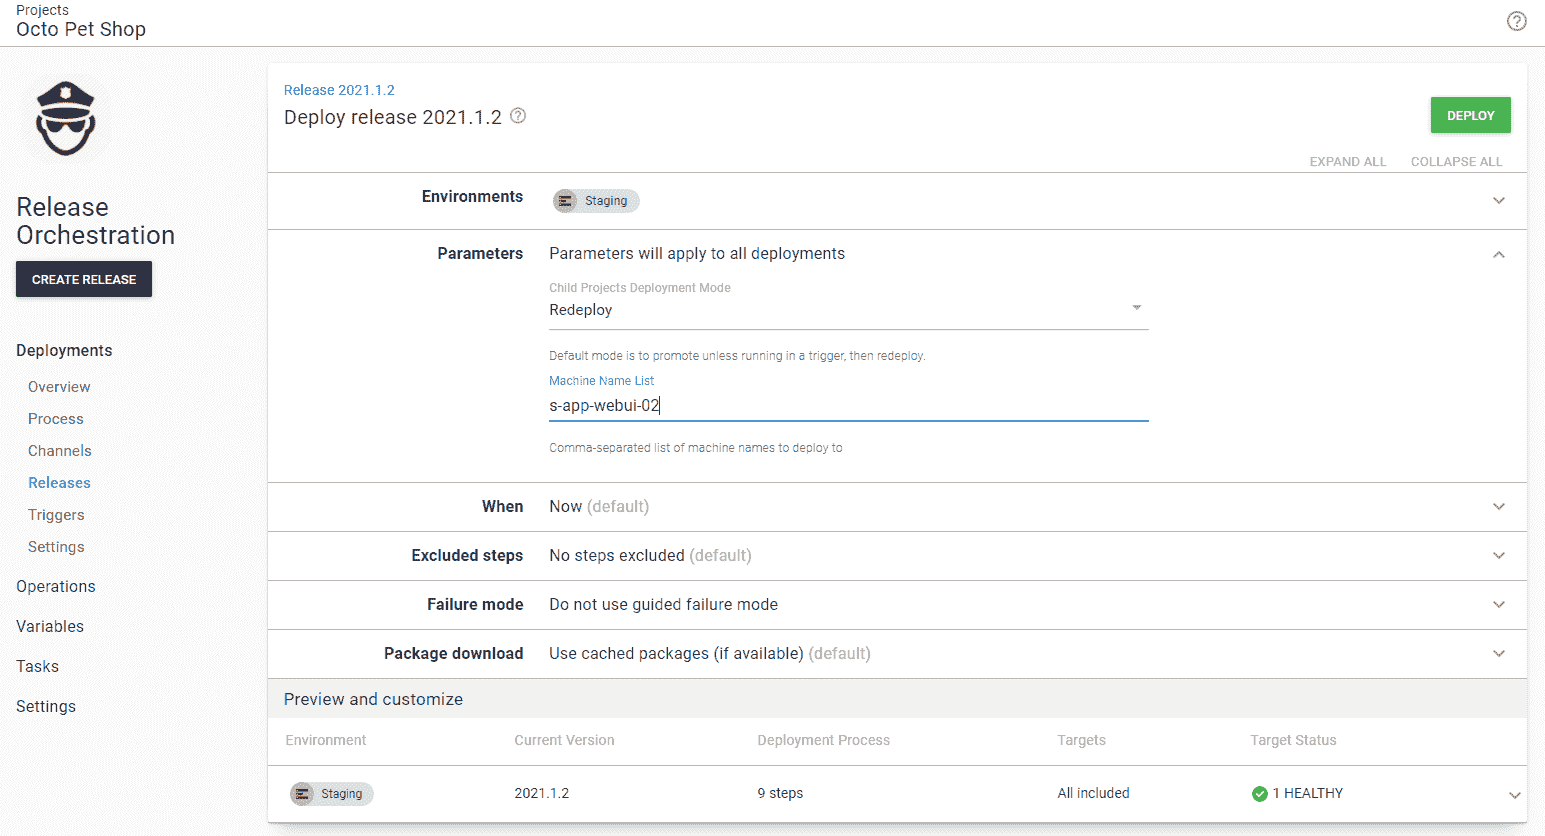 Projects
Octo Pet Shop
Release
Orchestration
CREATE RELEASE
Deployments
Overview
Process
Channels
Releases
Triggers
Settings
Operations
Variables
Tasks
Settings
Release 2021.1.2
Deploy release 2021.1.2
DEPLOY
EXPAND ALL COLLAPSE ALL
Environments Staging
Parameters Parameters will apply to all deployments
Child Projects Deployment Mode
Redeploy
Default mode is to promote unless running in a trigger, then redeploy.
Machine Name List
s-app-webui-02
Comma-separated list of machine names to deploy to
When Now (default)
Excluded steps No steps excluded (default)
Failure mode Do not use guided failure mode
Package download Use cached packages (if available) (default)
Preview and customize
Environment Current Version Deployment Process Targets Target Status
Staging 2021.1.2 9 steps All included 1 HEALTHY